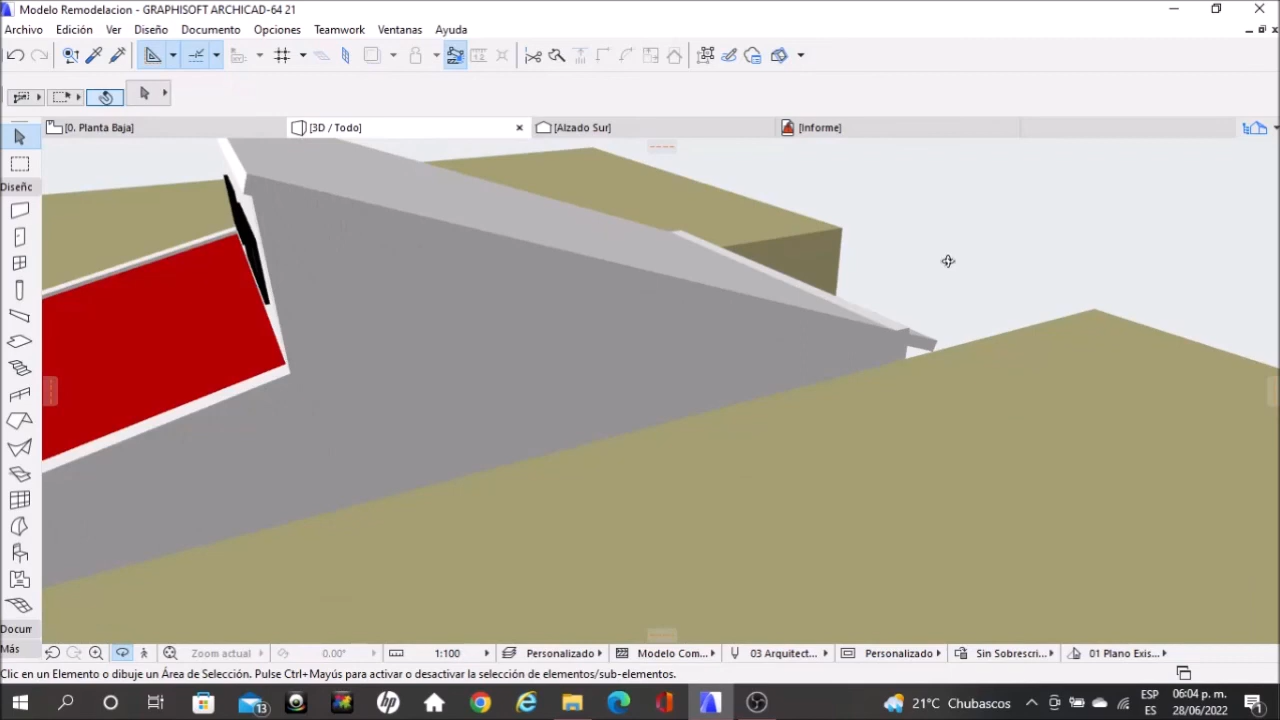 Modelo Remodelacion - GRAPHISOFT ARCHICAD-64 21
Archivo Edición Ver Diseño Documento Opciones Teamwork Ventanas Ayuda
[0. Planta Baja] [3D / Todo] [Alzado Sur] [Informe]
Diseño
Docum
Más
Zoom actual 0.00° 1:100 Personalizado Modelo Com... 03 Arquitect... Personalizado Sin Sobrescri... 01 Plano Exis...
Clic en un Elemento o dibuje un Área de Selección. Pulse Ctrl+Mayús para activar o desactivar la selección de elementos/sub-elementos.
13 21°C Chubascos ESP 06:04 p. m.
ES 28/06/2022 1